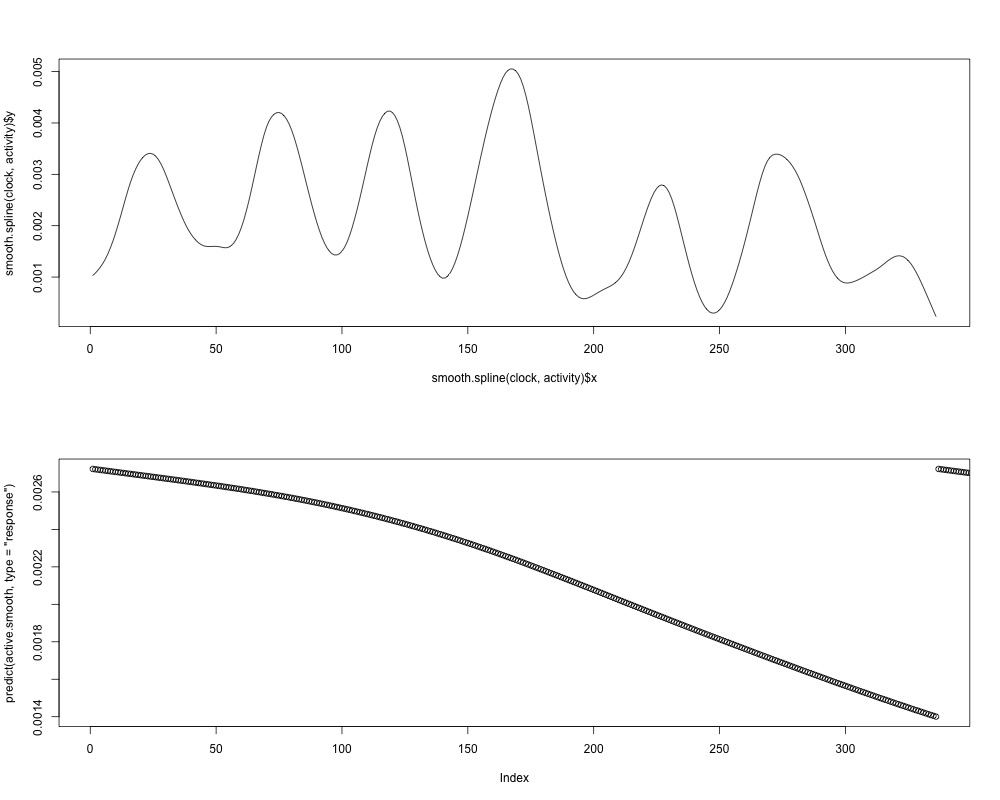 smooth.spline(clock, activity)$y
0.005
0.004
0.003
0.002
0.001
0 50 100 150 200 250 300
smooth.spline(clock, activity)$x
predict(active.smooth, type = "response")
0.0026
0.0022
0.0018
0.0014
0 50 100 150 200 250 300
Index